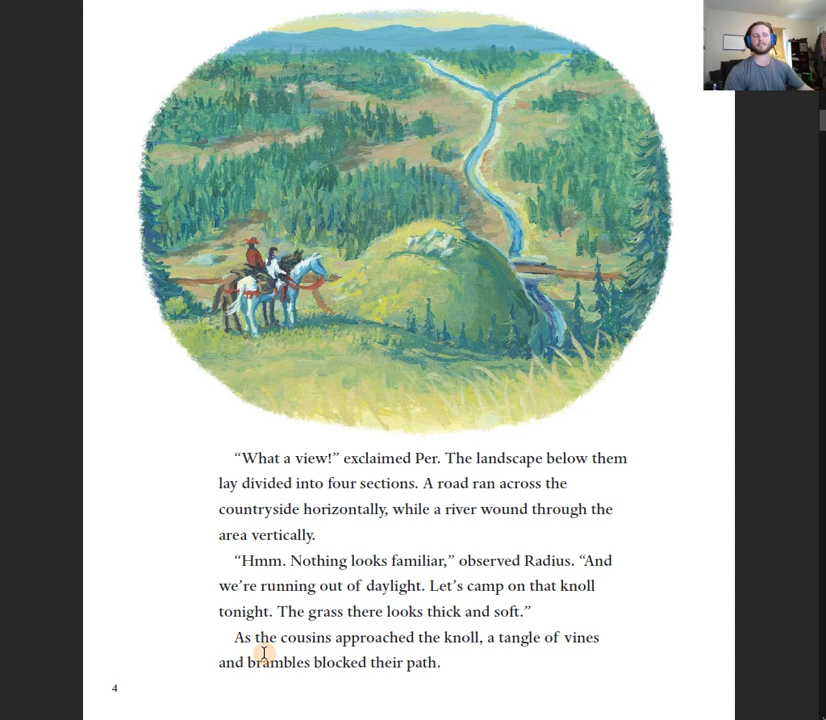 “What a view!” exclaimed Per. The landscape below them
lay divided into four sections. A road ran across the
countryside horizontally, while a river wound through the
area vertically.
“Hmm. Nothing looks familiar,” observed Radius. “And
we’re running out of daylight. Let’s camp on that knoll
tonight. The grass there looks thick and soft.”
As the cousins approached the knoll, a tangle of vines
and brambles blocked their path.
4